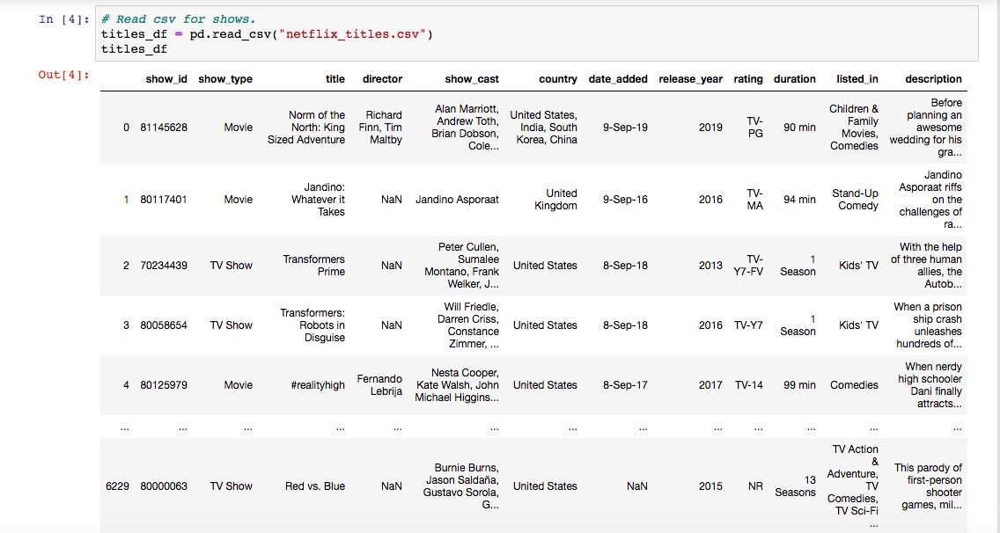 In [4]: # Read csv for shows.
titles_df = pd.read_csv("netflix_titles.csv")
titles_df
Out[4]:
show_id show_type title director show_cast country date_added release_year rating duration listed_in description
0 81145628 Movie Norm of the North: King Sized Adventure Richard Finn, Tim Maltby Alan Marriott, Andrew Toth, Brian Dobson, Cole... United States, India, South Korea, China 9-Sep-19 2019 TV-PG 90 min Children & Family Movies, Comedies Before planning an awesome wedding for his gra...
1 80117401 Movie Jandino: Whatever it Takes NaN Jandino Asporaat United Kingdom 9-Sep-16 2016 TV-MA 94 min Stand-Up Comedy Jandino Asporaat riffs on the challenges of ra...
2 70234439 TV Show Transformers Prime NaN Peter Cullen, Sumalee Montano, Frank Welker, J... United States 8-Sep-18 2013 TV-Y7-FV 1 Season Kids' TV With the help of three human allies, the Autob...
3 80058654 TV Show Transformers: Robots in Disguise NaN Will Friedle, Darren Criss, Constance Zimmer, ... United States 8-Sep-18 2016 TV-Y7 1 Season Kids' TV When a prison ship crash unleashes hundreds of...
4 80125979 Movie #realityhigh Fernando Lebrija Nesta Cooper, Kate Walsh, John Michael Higgins... United States 8-Sep-17 2017 TV-14 99 min Comedies When nerdy high schooler Dani finally attracts...
... ... ... ... ... ... ... ... ... ... ... ... ...
6229 80000063 TV Show Red vs. Blue NaN Burnie Burns, Jason Saldaña, Gustavo Sorola, G... United States NaN 2015 NR 13 Seasons TV Action & Adventure, TV Comedies, TV Sci-Fi ... This parody of first-person shooter games, mil...